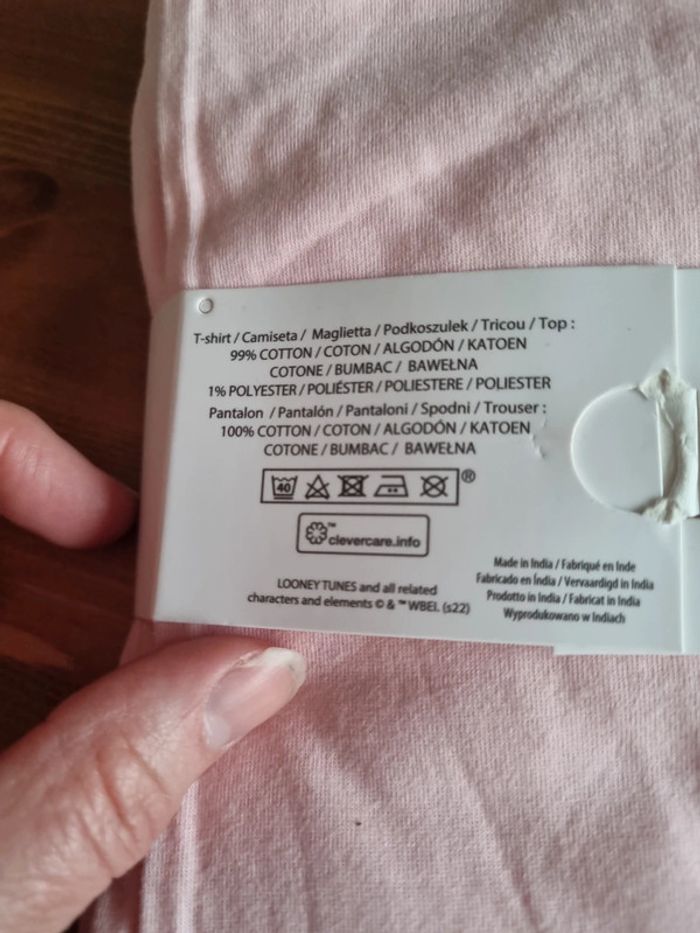 T-shirt / Camiseta / Maglietta / Podkoszulek / Tricou / Top :
99% COTTON / COTON / ALGODÓN / KATOEN
COTONE / BUMBAC / BAWEŁNA
1% POLYESTER / POLIÉSTER / POLIESTERE / POLIESTER
Pantalon / Pantalón / Pantaloni / Spodni / Trouser :
100% COTTON / COTON / ALGODÓN / KATOEN
COTONE / BUMBAC / BAWEŁNA
40 ®
™ clevercare.info
LOONEY TUNES and all related
characters and elements © & ™ WBEI. (s22)
Made in India / Fabriqué en Inde
Fabricado en Índia / Vervaardigd in India
Prodotto in India / Fabricat in India
Wyprodukowano w Indiach